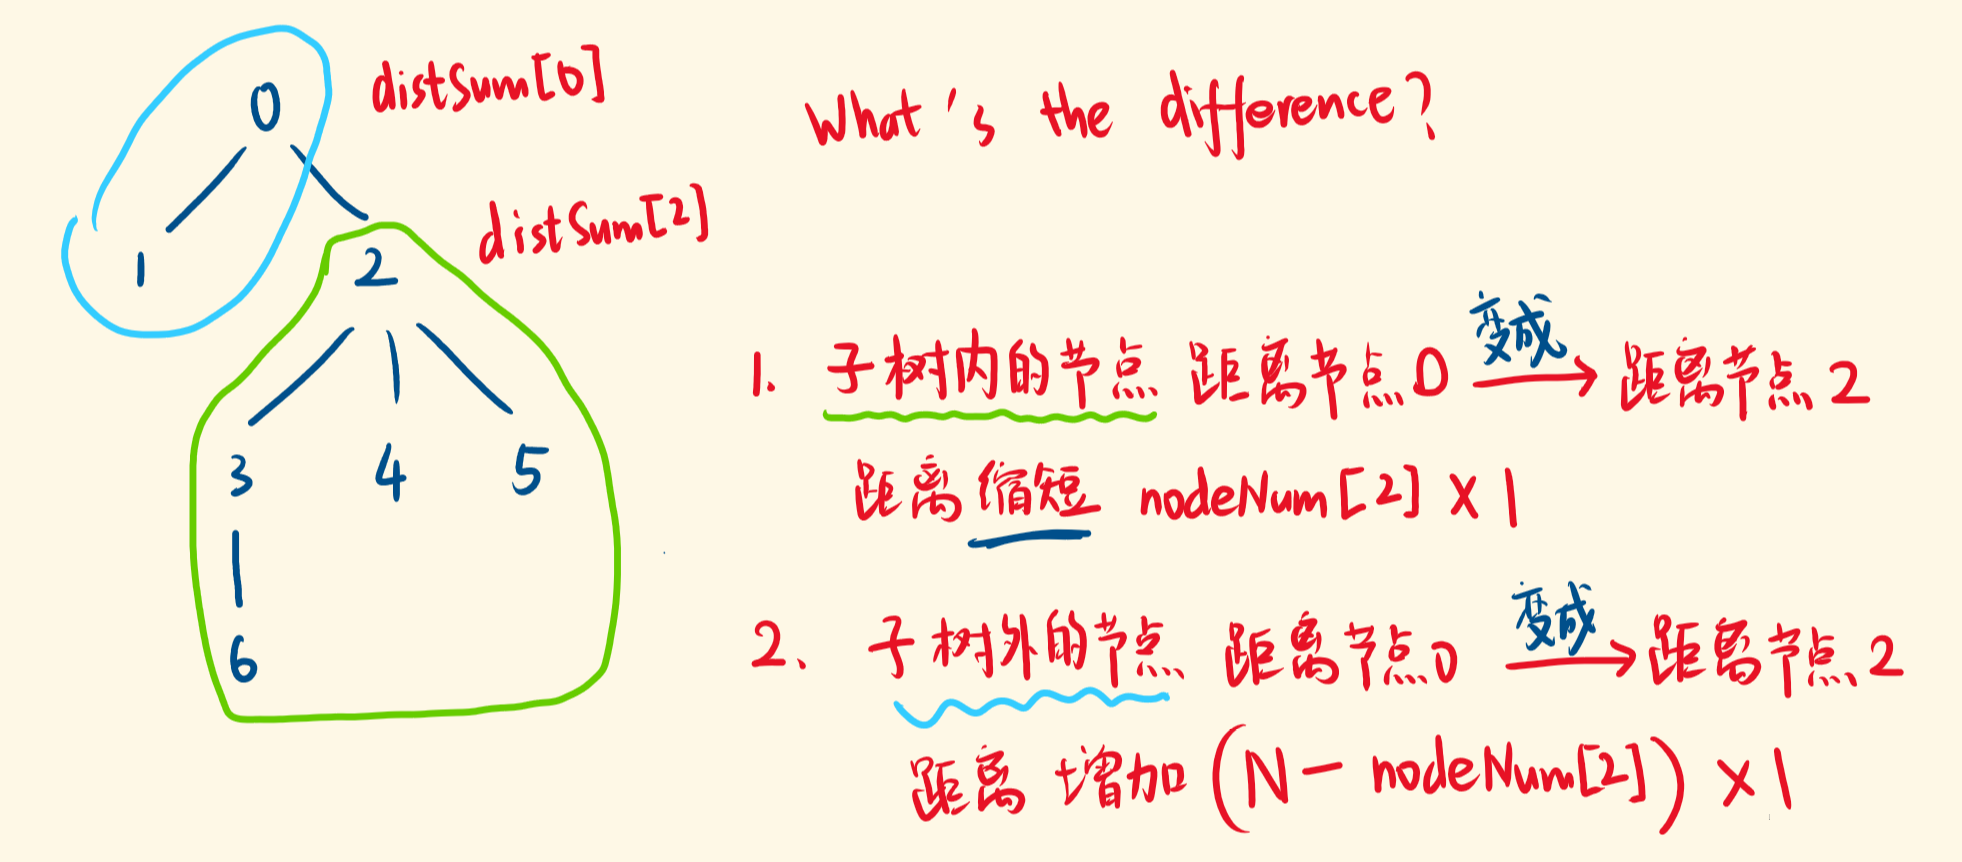 0 distSum[0] What's the difference?
distSum[2]
1 2
变成
1. 子树内的节点 距离节点0 → 距离节点2
3 4 5 距离缩短 nodeNum[2] × 1
变成
6 2、子树外的节点 距离节点0 → 距离节点2
距离 增加 (N - nodeNum[2]) × 1